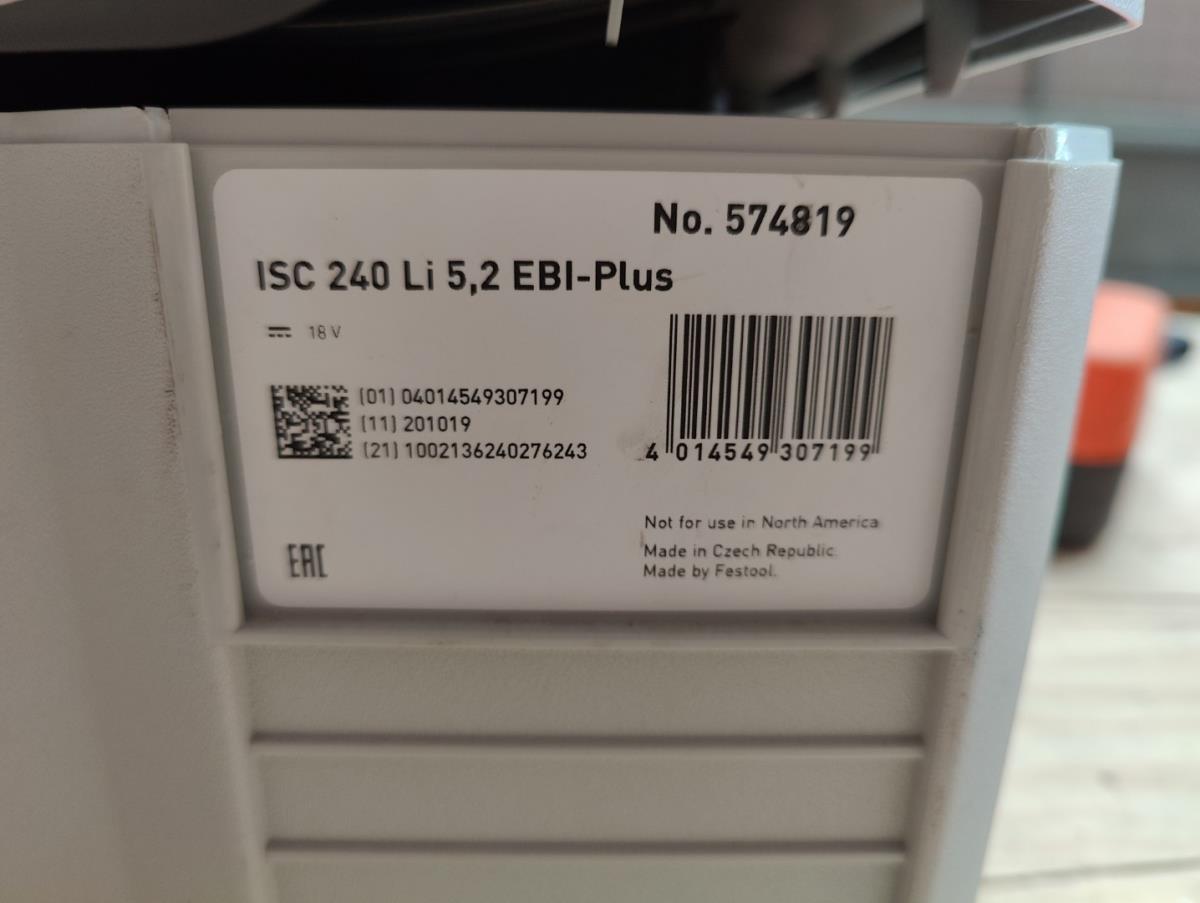 No. 574819
ISC 240 Li 5,2 EBI-Plus
18 V
(01) 04014549307199
(11) 201019
(21) 1002136240276243
4 014549 307199
Not for use in North America
Made in Czech Republic.
Made by Festool.
EAC